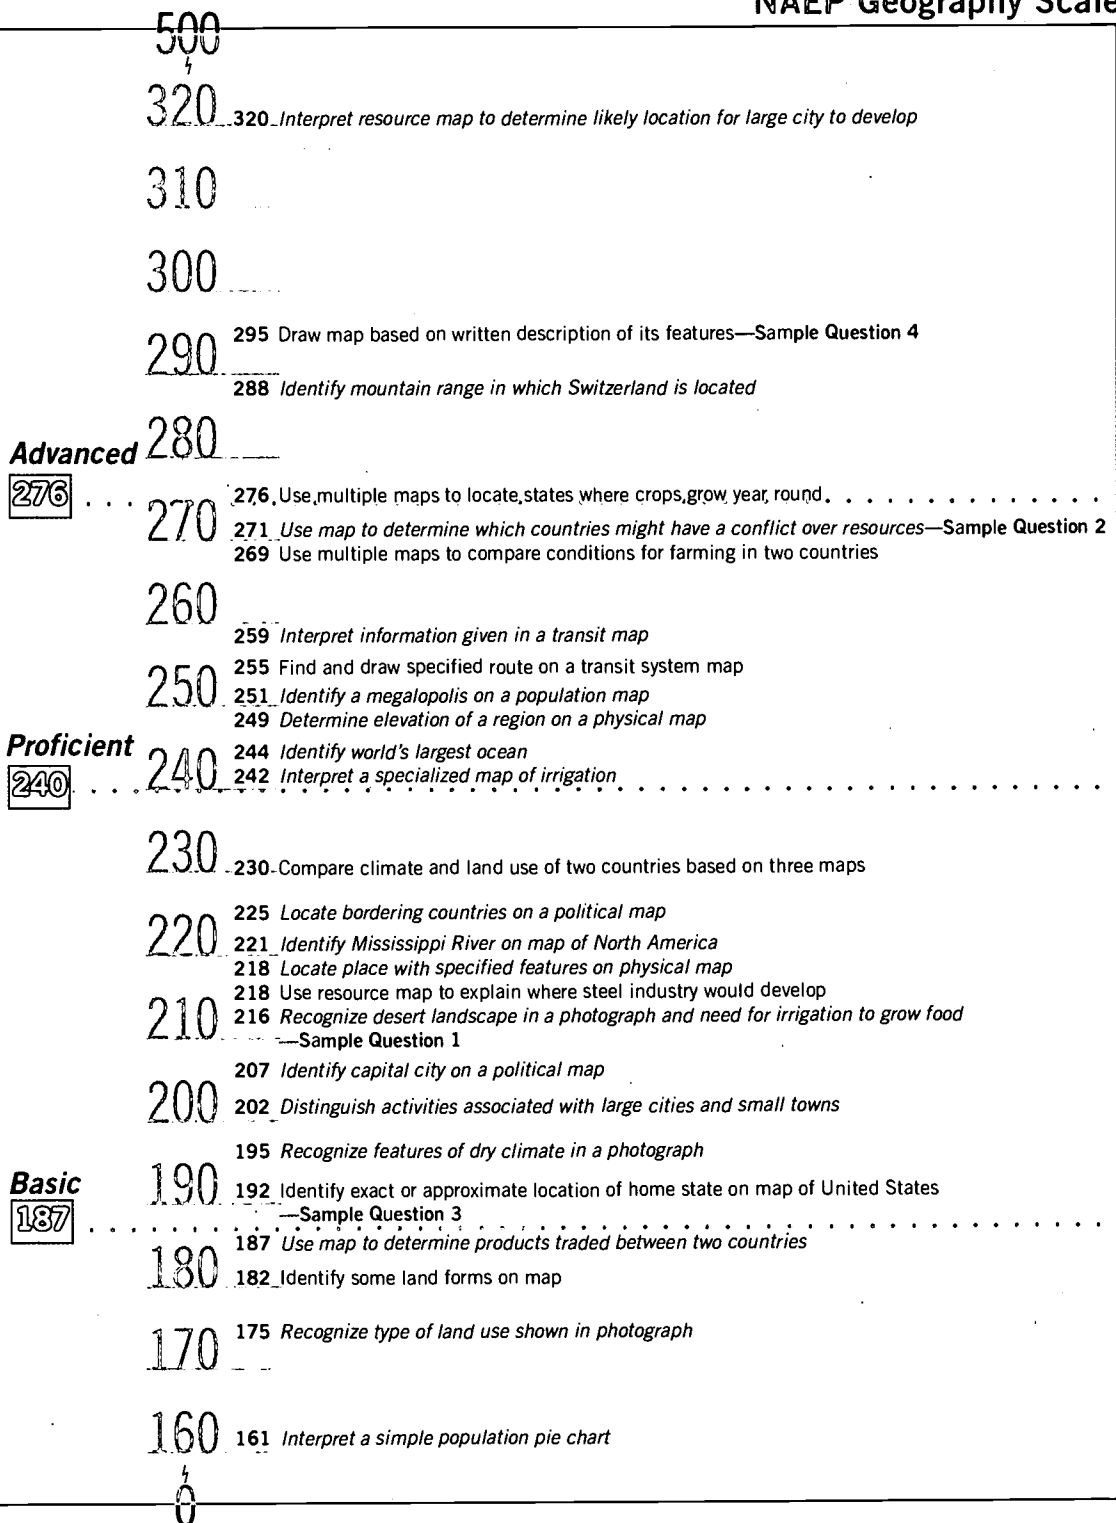 NAEP Geography Scale
500
320 320 Interpret resource map to determine likely location for large city to develop
310
300
295 Draw map based on written description of its features—Sample Question 4
290
288 Identify mountain range in which Switzerland is located
280
Advanced
276 276 Use multiple maps to locate states where crops grow year round
270
271 Use map to determine which countries might have a conflict over resources—Sample Question 2
269 Use multiple maps to compare conditions for farming in two countries
260
259 Interpret information given in a transit map
255 Find and draw specified route on a transit system map
250
251 Identify a megalopolis on a population map
249 Determine elevation of a region on a physical map
Proficient
244 Identify world's largest ocean
240 240 242 Interpret a specialized map of irrigation
230 230 Compare climate and land use of two countries based on three maps
225 Locate bordering countries on a political map
220
221 Identify Mississippi River on map of North America
218 Locate place with specified features on physical map
218 Use resource map to explain where steel industry would develop
210
216 Recognize desert landscape in a photograph and need for irrigation to grow food
—Sample Question 1
207 Identify capital city on a political map
200
202 Distinguish activities associated with large cities and small towns
195 Recognize features of dry climate in a photograph
Basic
190
192 Identify exact or approximate location of home state on map of United States
—Sample Question 3
187
187 Use map to determine products traded between two countries
180
182 Identify some land forms on map
175 Recognize type of land use shown in photograph
170
160 161 Interpret a simple population pie chart
0